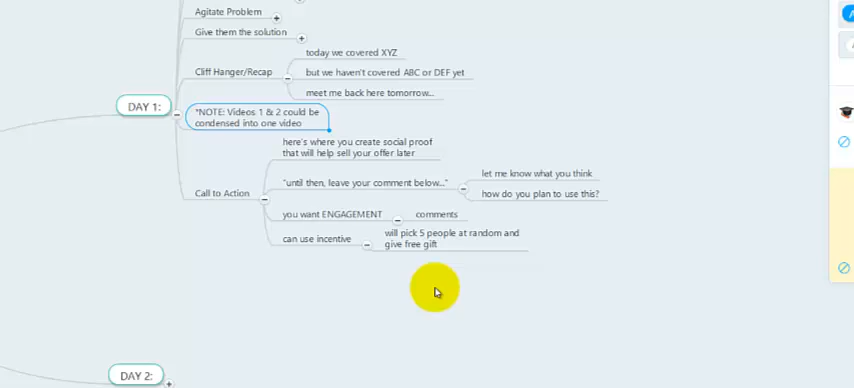 Agitate Problem
Give them the solution
today we covered XYZ
Cliff Hanger/Recap
but we haven't covered ABC or DEF yet
meet me back here tomorrow...
DAY 1:
*NOTE: Videos 1 & 2 could be
condensed into one video
here's where you create social proof
that will help sell your offer later
let me know what you think
Call to Action
"until then, leave your comment below..."
how do you plan to use this?
you want ENGAGEMENT
comments
can use incentive
will pick 5 people at random and
give free gift
DAY 2: